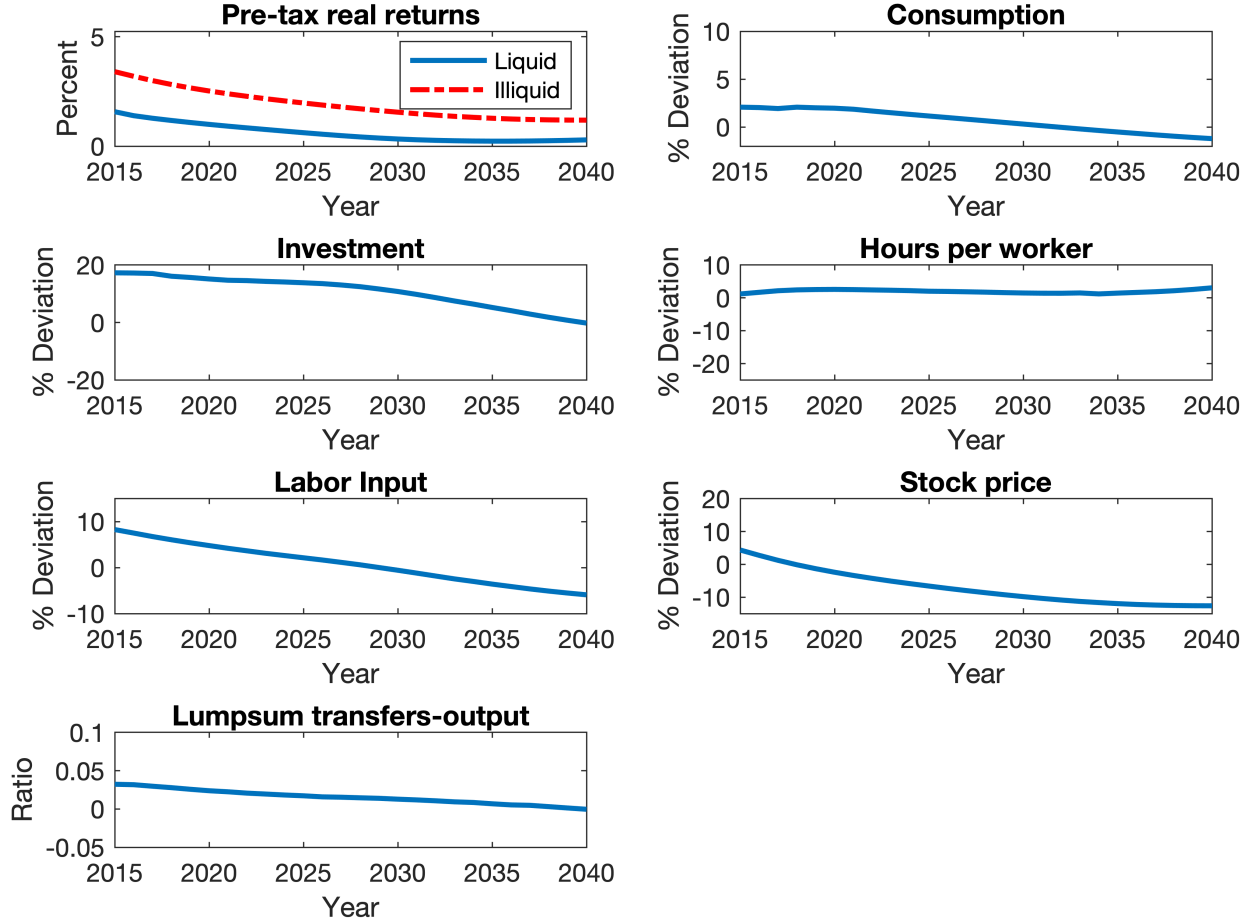 Pre-tax real returns
Percent
5
0
Liquid
Illiquid
2015 2020 2025 2030 2035 2040
Year
Consumption
% Deviation
10
5
0
2015 2020 2025 2030 2035 2040
Year
Investment
% Deviation
20
0
-20
2015 2020 2025 2030 2035 2040
Year
Hours per worker
% Deviation
10
0
-10
-20
2015 2020 2025 2030 2035 2040
Year
Labor Input
% Deviation
10
0
-10
2015 2020 2025 2030 2035 2040
Year
Stock price
% Deviation
20
10
0
-10
2015 2020 2025 2030 2035 2040
Year
Lumpsum transfers-output
Ratio
0.1
0.05
0
-0.05
2015 2020 2025 2030 2035 2040
Year